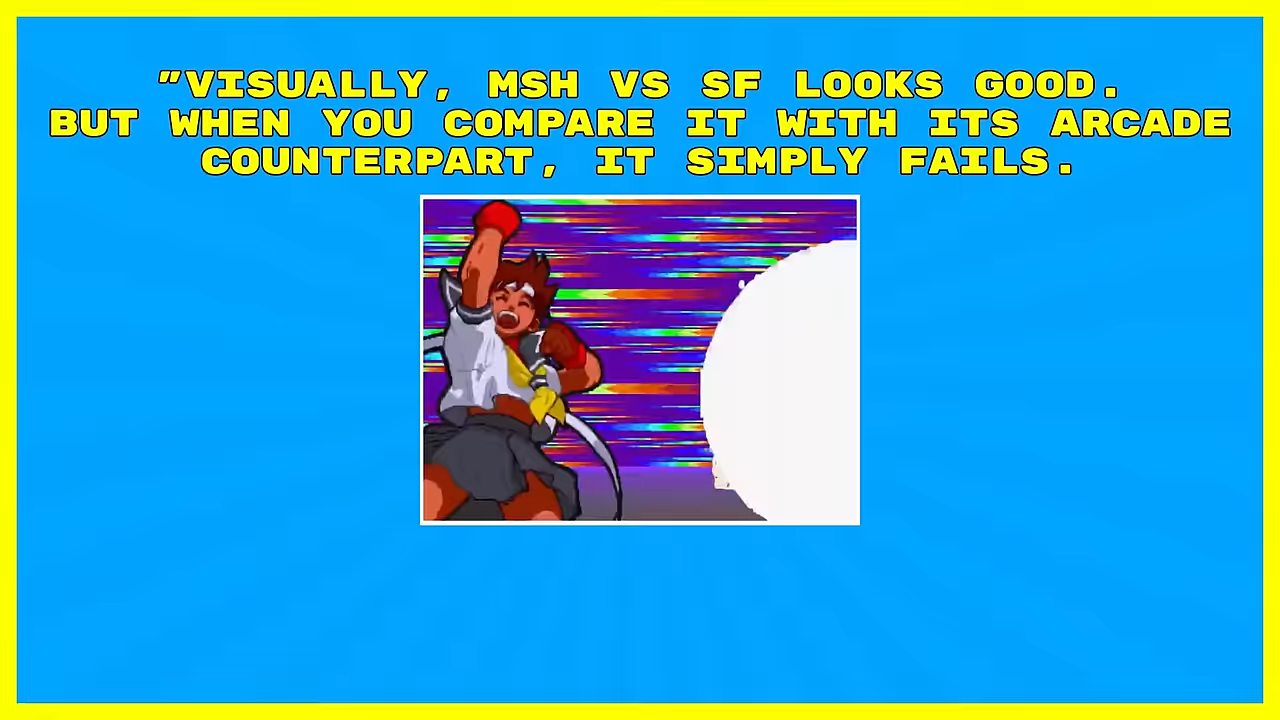 "VISUALLY, MSH VS SF LOOKS GOOD.
BUT WHEN YOU COMPARE IT WITH ITS ARCADE
COUNTERPART, IT SIMPLY FAILS.